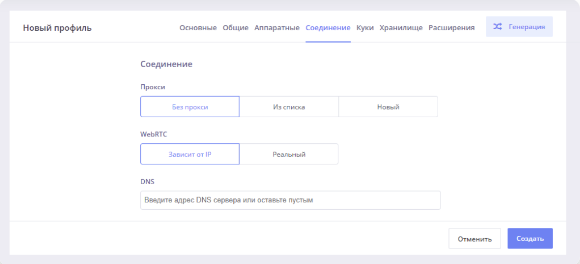 Новый профиль
Основные Общие Аппаратные Соединение Куки Хранилище Расширения Генерация
Соединение
Прокси
Без прокси Из списка Новый
WebRTC
Зависит от IP Реальный
DNS
Введите адрес DNS сервера или оставьте пустым
Отменить Создать